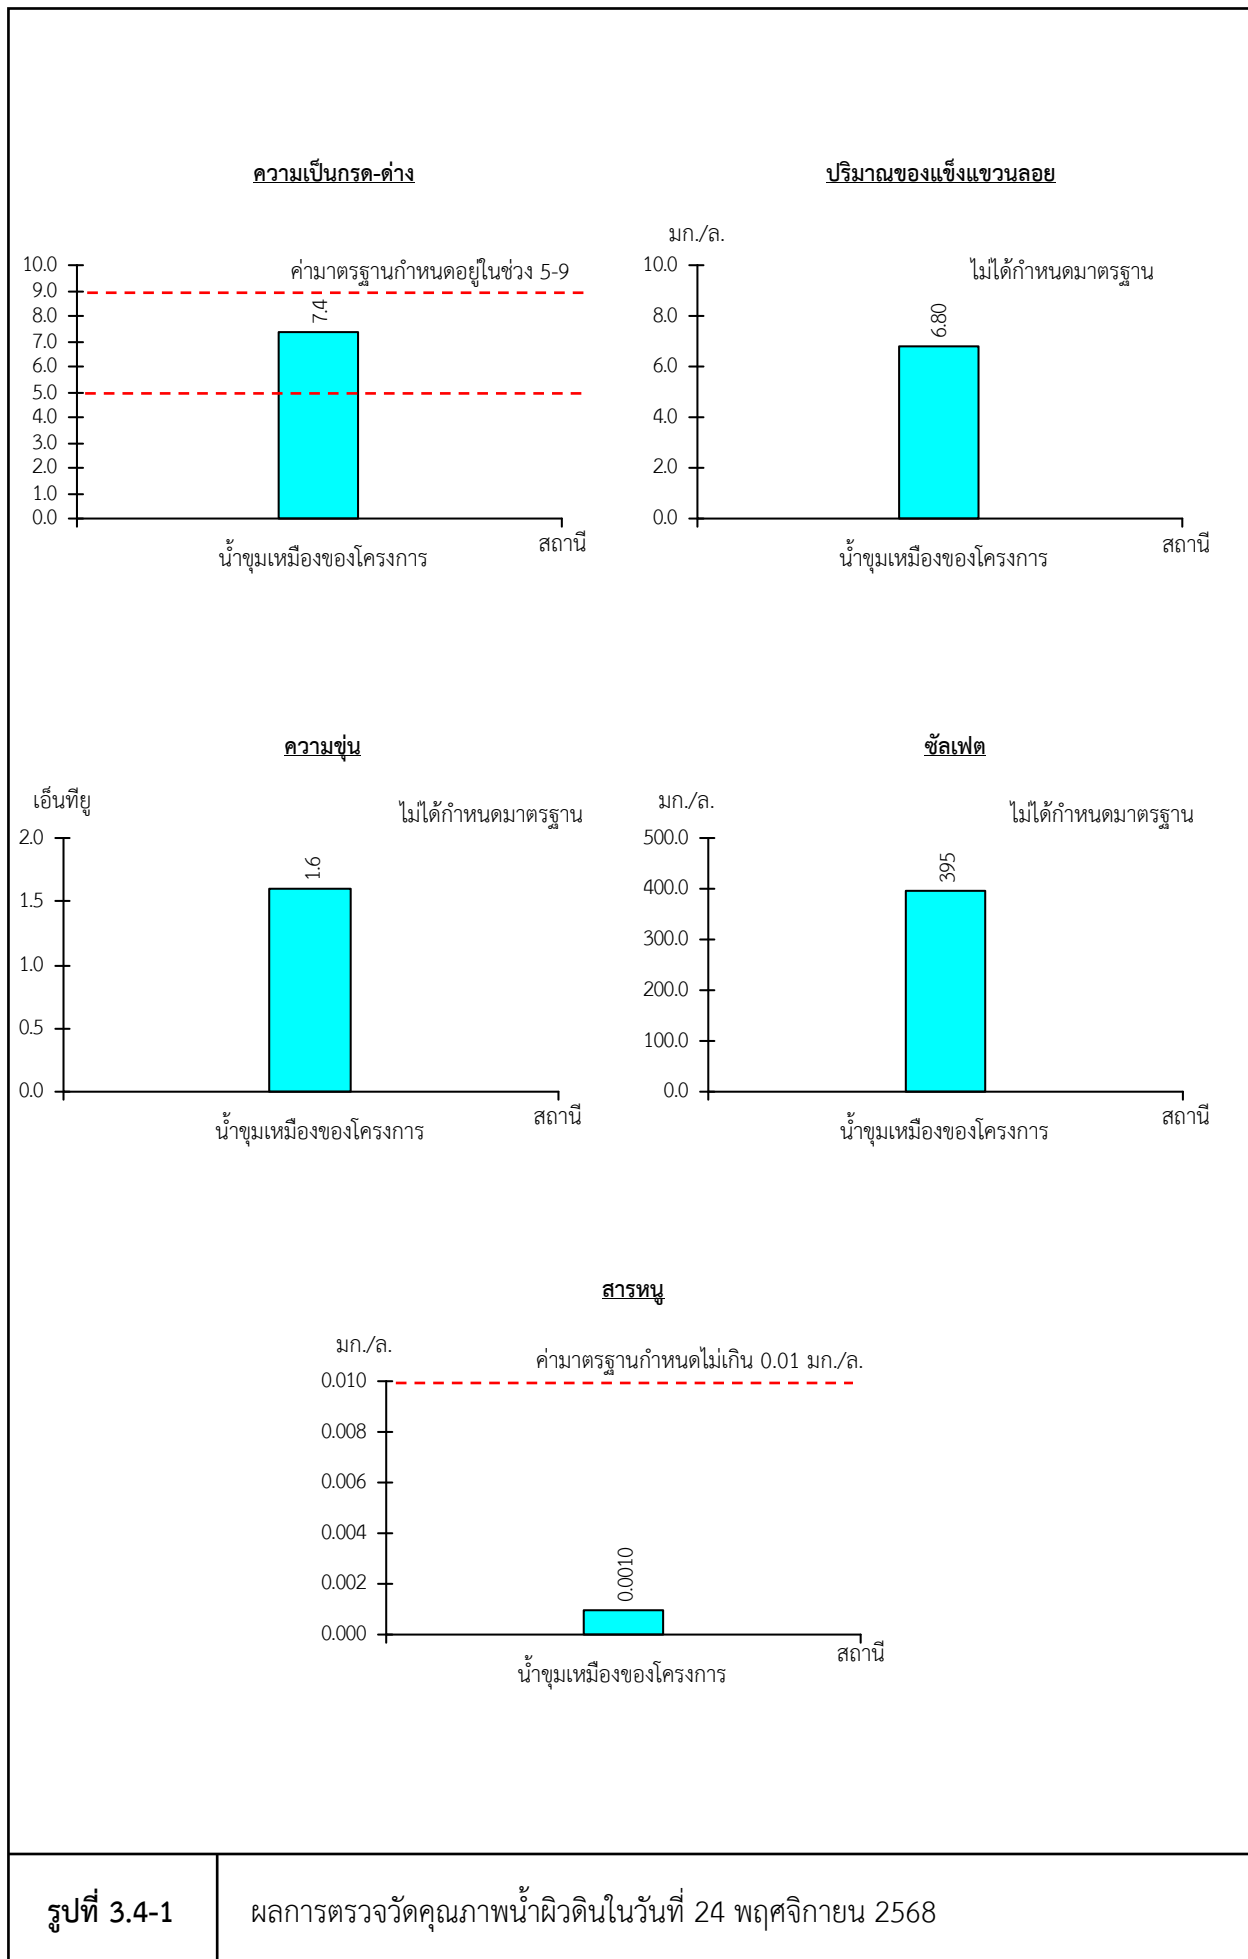 ความเป็นกรด-ด่าง
ค่ามาตรฐานกำหนดอยู่ในช่วง 5-9
10.0
9.0
8.0
7.0
6.0
5.0
4.0
3.0
2.0
1.0
0.0
7.4
น้ำขุมเหมืองของโครงการ
สถานี
ปริมาณของแข็งแขวนลอย
มก./ล.
ไม่ได้กำหนดมาตรฐาน
10.0
8.0
6.0
4.0
2.0
0.0
6.80
น้ำขุมเหมืองของโครงการ
สถานี
ความขุ่น
เอ็นทียู
ไม่ได้กำหนดมาตรฐาน
2.0
1.5
1.0
0.5
0.0
1.6
น้ำขุมเหมืองของโครงการ
สถานี
ซัลเฟต
มก./ล.
ไม่ได้กำหนดมาตรฐาน
500.0
400.0
300.0
200.0
100.0
0.0
395
น้ำขุมเหมืองของโครงการ
สถานี
สารหนู
มก./ล.
ค่ามาตรฐานกำหนดไม่เกิน 0.01 มก./ล.
0.010
0.008
0.006
0.004
0.002
0.000
0.0010
น้ำขุมเหมืองของโครงการ
สถานี
รูปที่ 3.4-1
ผลการตรวจวัดคุณภาพน้ำผิวดินในวันที่ 24 พฤศจิกายน 2568